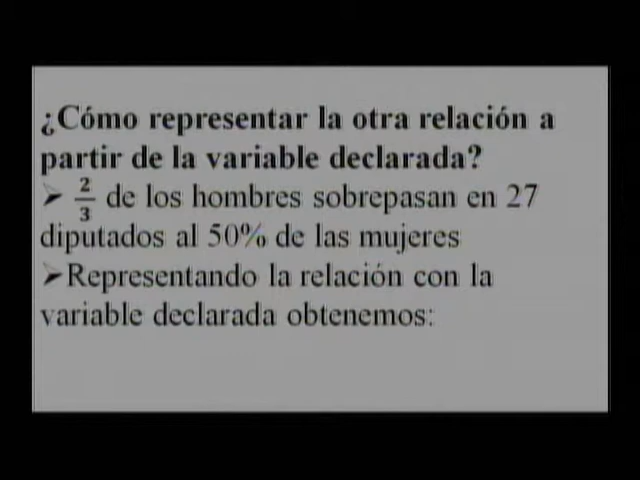 ¿Cómo representar la otra relación a
partir de la variable declarada?
➢ 2/3 de los hombres sobrepasan en 27
diputados al 50% de las mujeres
➢Representando la relación con la
variable declarada obtenemos: